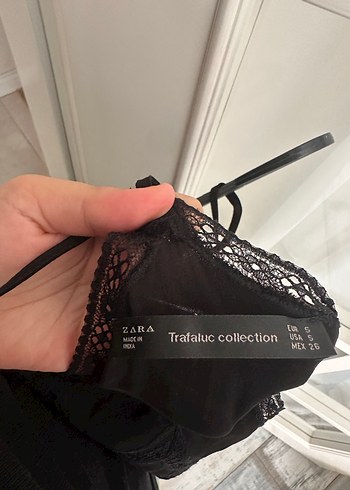 ZARA
MADE IN
INDIA
Trafaluc collection
EUR S
USA S
MEX 26